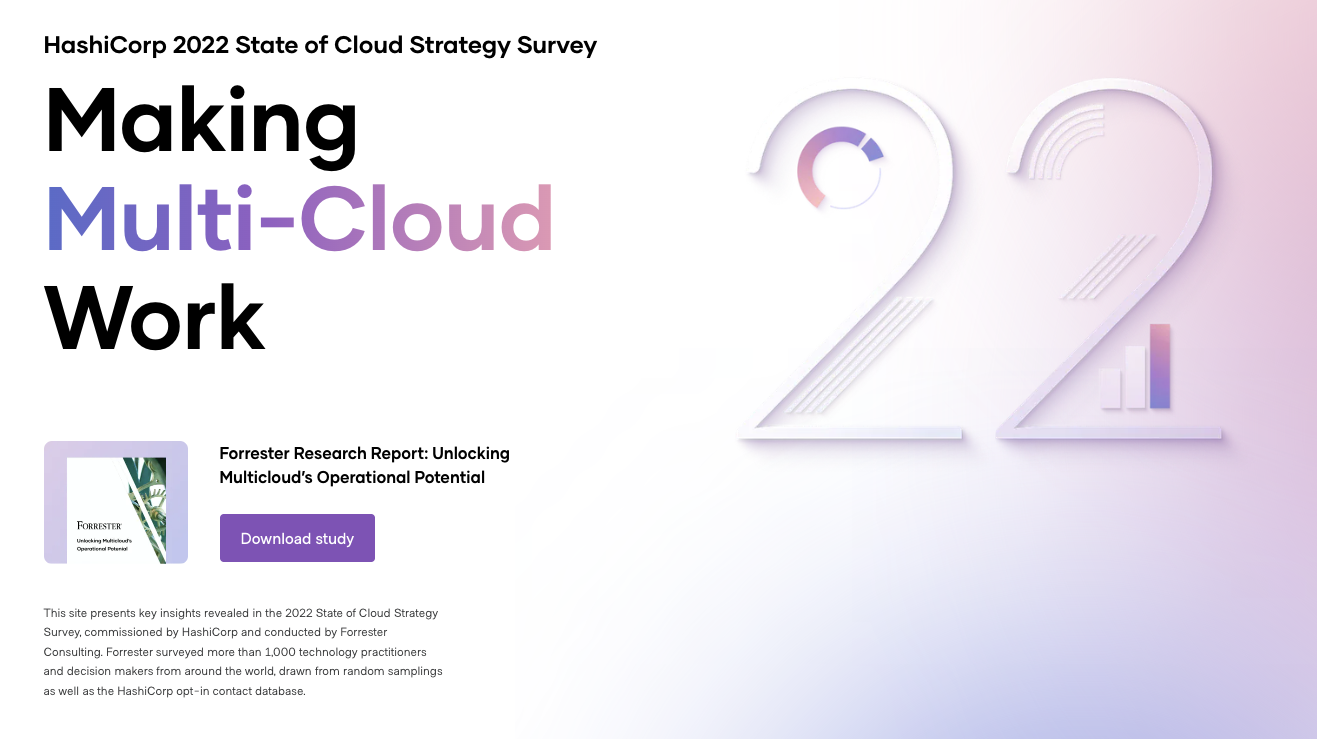 HashiCorp 2022 State of Cloud Strategy Survey
Making
Multi-Cloud
Work
22
FORRESTER
Unlocking Multicloud's
Operational Potenial
Forrester Research Report: Unlocking
Multicloud's Operational Potential
Download study
This site presents key insights revealed in the 2022 State of Cloud Strategy
Survey, commissioned by HashiCorp and conducted by Forrester
Consulting. Forrester surveyed more than 1,000 technology practitioners
and decision makers from around the world, drawn from random samplings
as well as the HashiCorp opt-in contact database.